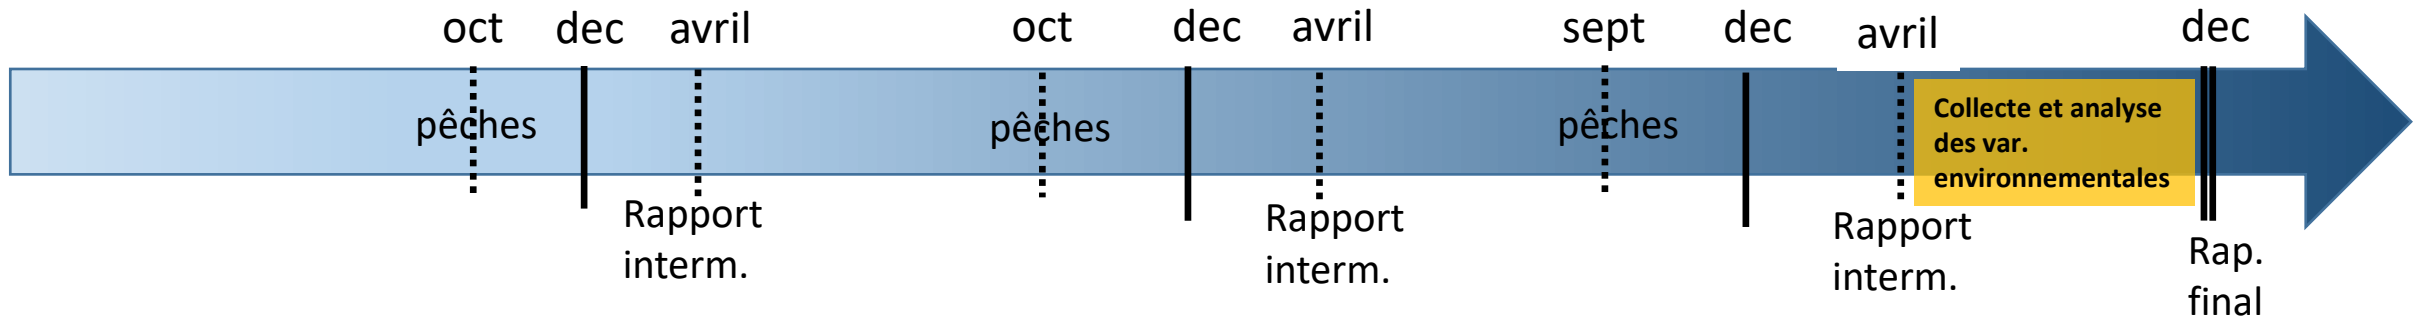 oct dec avril oct dec avril sept dec avril dec
pêches pêches pêches
Collecte et analyse
des var.
environnementales
Rapport
interm.
Rapport
interm.
Rapport
interm.
Rap.
final